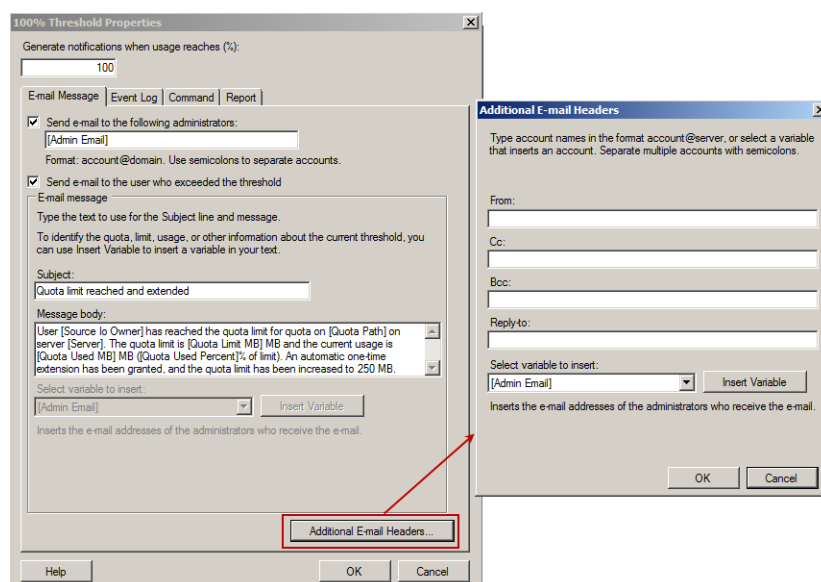 100% Threshold Properties
Generate notifications when usage reaches (%):
100
E-mail Message
Event Log
Command
Report
Send e-mail to the following administrators:
[Admin Email]
Format: account@domain. Use semicolons to separate accounts.
Send e-mail to the user who exceeded the threshold
E-mail message
Type the text to use for the Subject line and message.
To identify the quota, limit, usage, or other information about the current threshold, you
can use Insert Variable to insert a variable in your text.
Subject:
Quota limit reached and extended
Message body:
User [Source Io Owner] has reached the quota limit for quota on [Quota Path] on
server [Server]. The quota limit is [Quota Limit MB] MB and the current usage is
[Quota Used MB] MB ([Quota Used Percent]% of limit). An automatic one-time
extension has been granted, and the quota limit has been increased to 250 MB.
Select variable to insert:
[Admin Email]
Insert Variable
Inserts the e-mail addresses of the administrators who receive the e-mail.
Additional E-mail Headers...
Help
OK
Cancel
Additional E-mail Headers
Type account names in the format account@server, or select a variable
that inserts an account. Separate multiple accounts with semicolons.
From:
Cc:
Bcc:
Reply-to:
Select variable to insert:
[Admin Email]
Insert Variable
Inserts the e-mail addresses of the administrators who receive the e-mail.
OK
Cancel